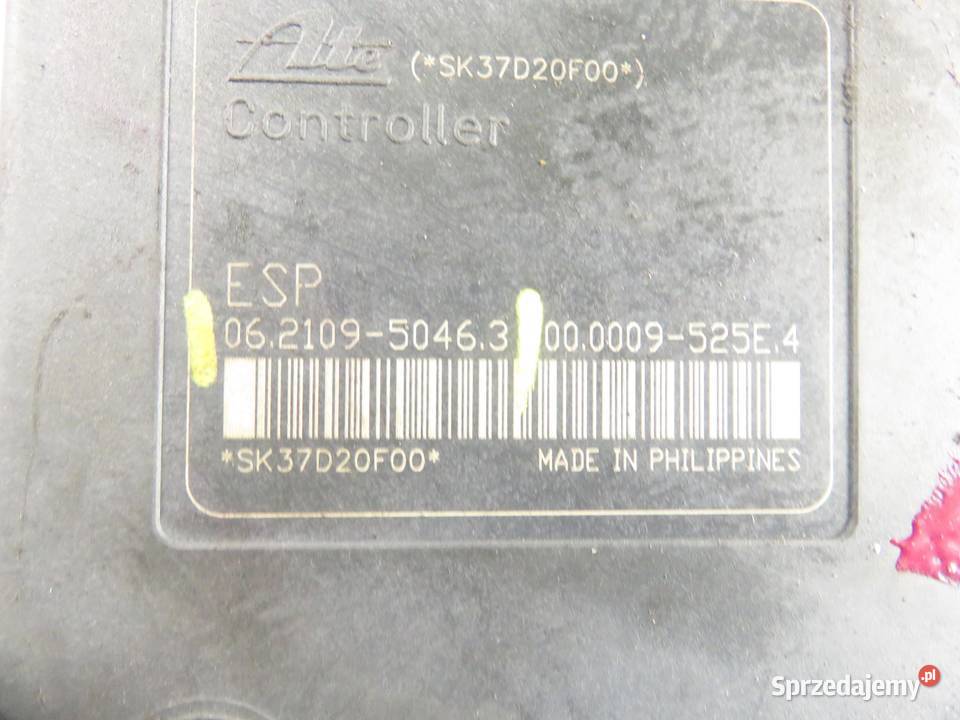 Ate (*SK37D20F00*)
Controller
ESP
06.2109-5046.3 00.0009-525E.4
*SK37D20F00* MADE IN PHILIPPINES
Sprzedajemy.pl